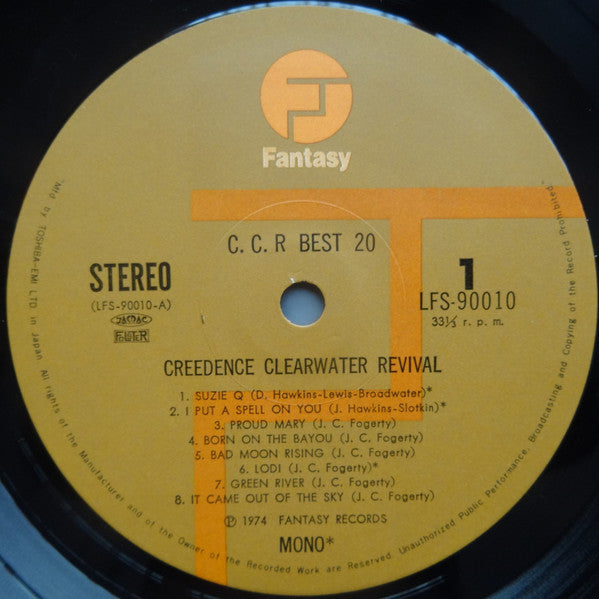 Fantasy
C. C. R BEST 20
STEREO
(LFS-90010-A)
JASRAC
1
LFS-90010
33⅓ r. p. m.
CREEDENCE CLEARWATER REVIVAL
1. SUZIE Q (D. Hawkins-Lewis-Broadwater)*
2. I PUT A SPELL ON YOU (J. Hawkins-Slotkin)*
3. PROUD MARY (J. C. Fogerty)
4. BORN ON THE BAYOU (J. C. Fogerty)
5. BAD MOON RISING (J. C. Fogerty)
6. LODI (J. C. Fogerty)*
7. GREEN RIVER (J. C. Fogerty)
8. IT CAME OUT OF THE SKY (J. C. Fogerty)
Ⓟ 1974 FANTASY RECORDS
MONO*
"Mfd by TOSHIBA-EMI LTD in Japan. All rights of the Manufacturer and of the Owner of the Recorded Work are Reserved. Unauthorized Public Performance, Broadcasting and Copying of the Record Prohibited"